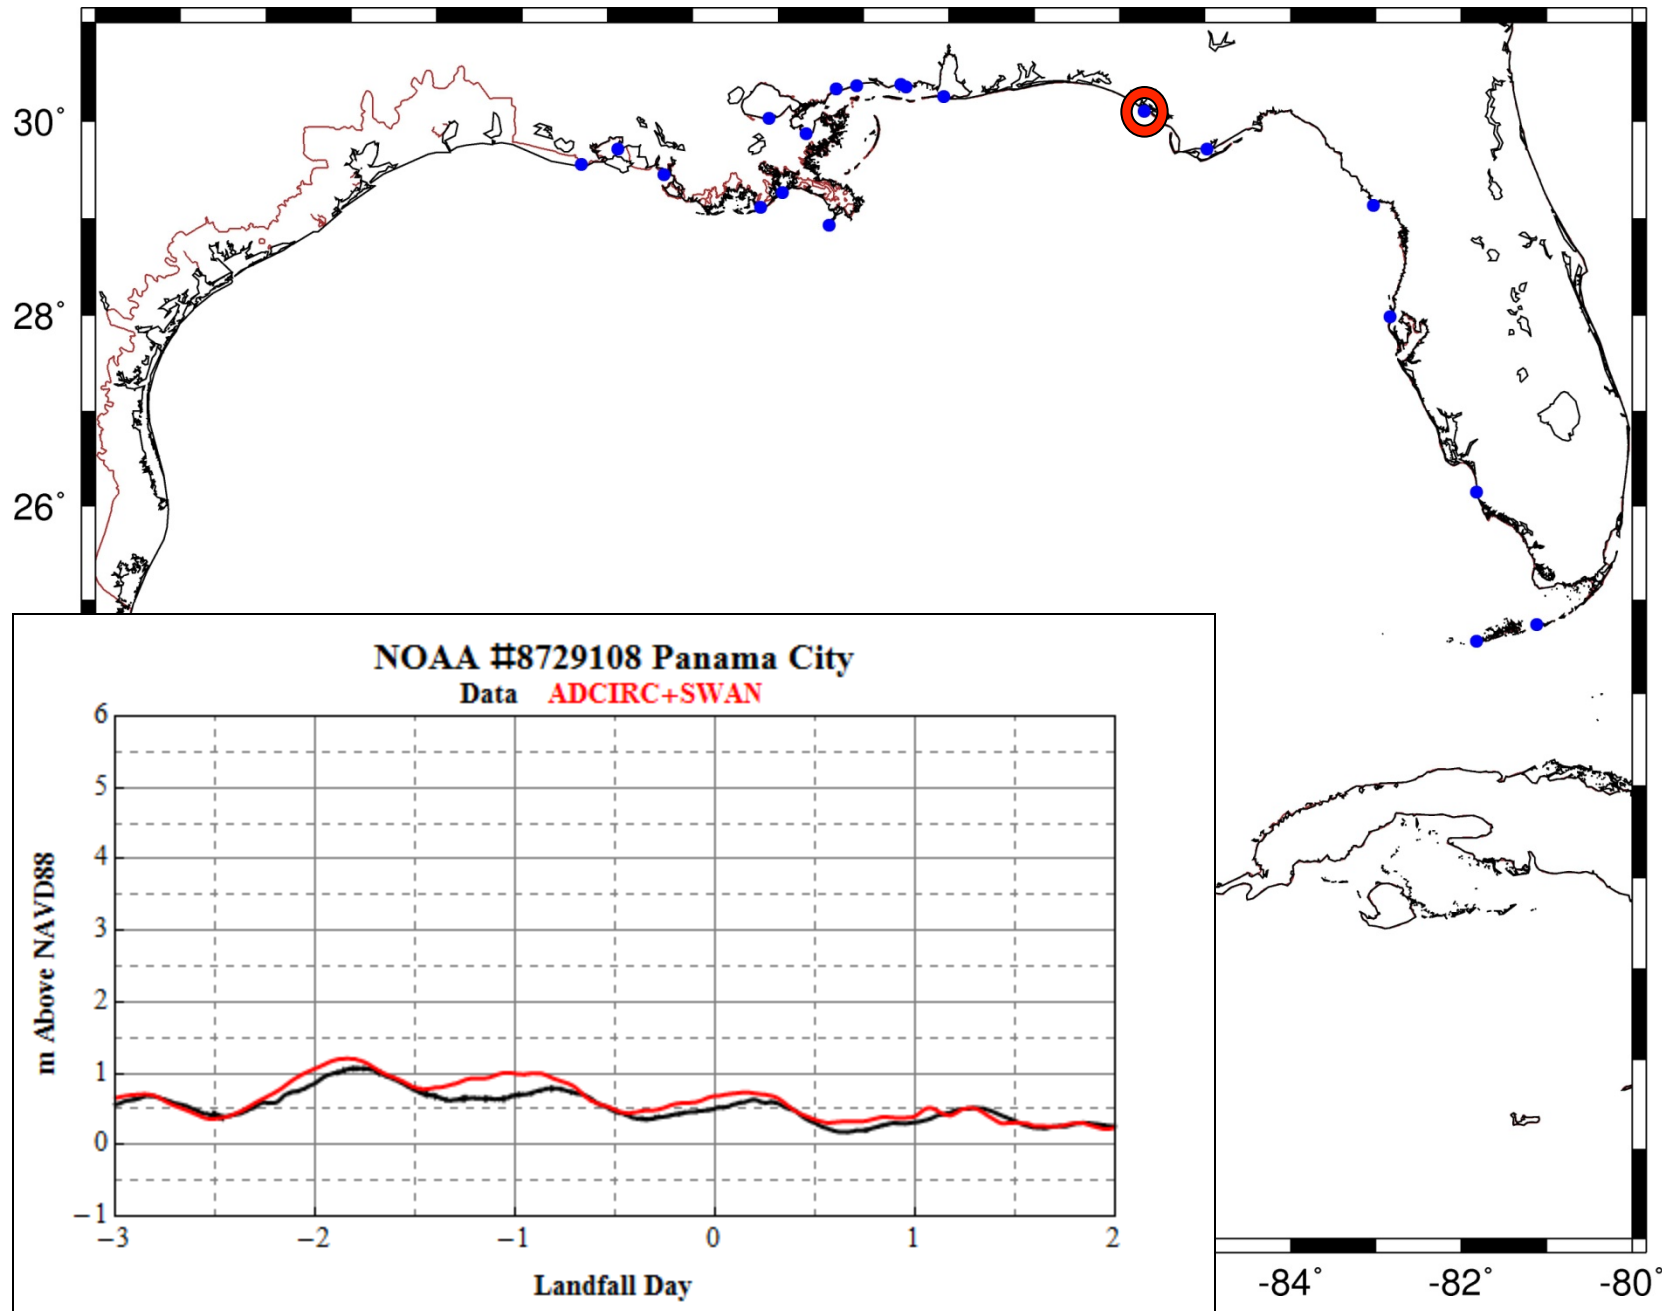 30°
28°
26°
NOAA #8729108 Panama City
Data ADCIRC+SWAN
6
5
4
3
2
1
0
−1
m Above NAVD88
−3 −2 −1 0 1 2
Landfall Day
-84° -82° -80°